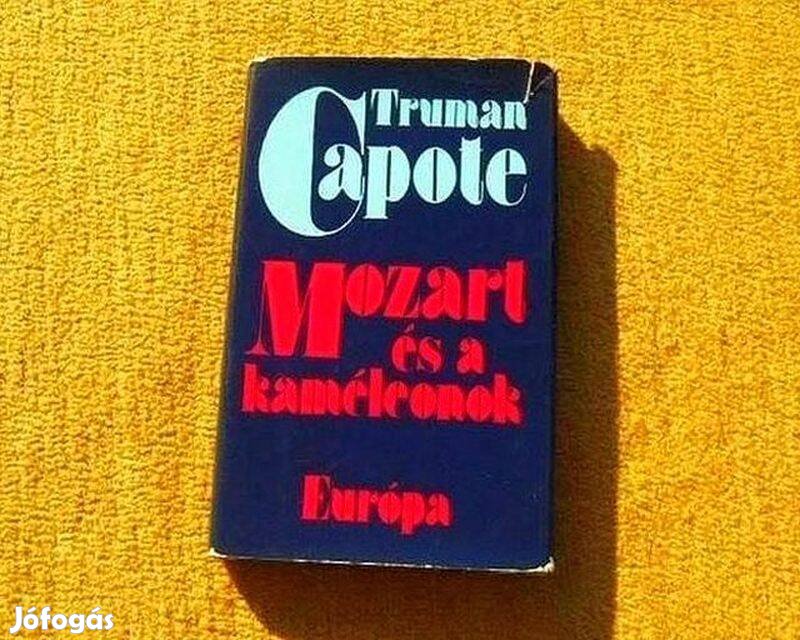 Truman
Capote
Mozart
és a
kaméleonok
Európa
Jófogás